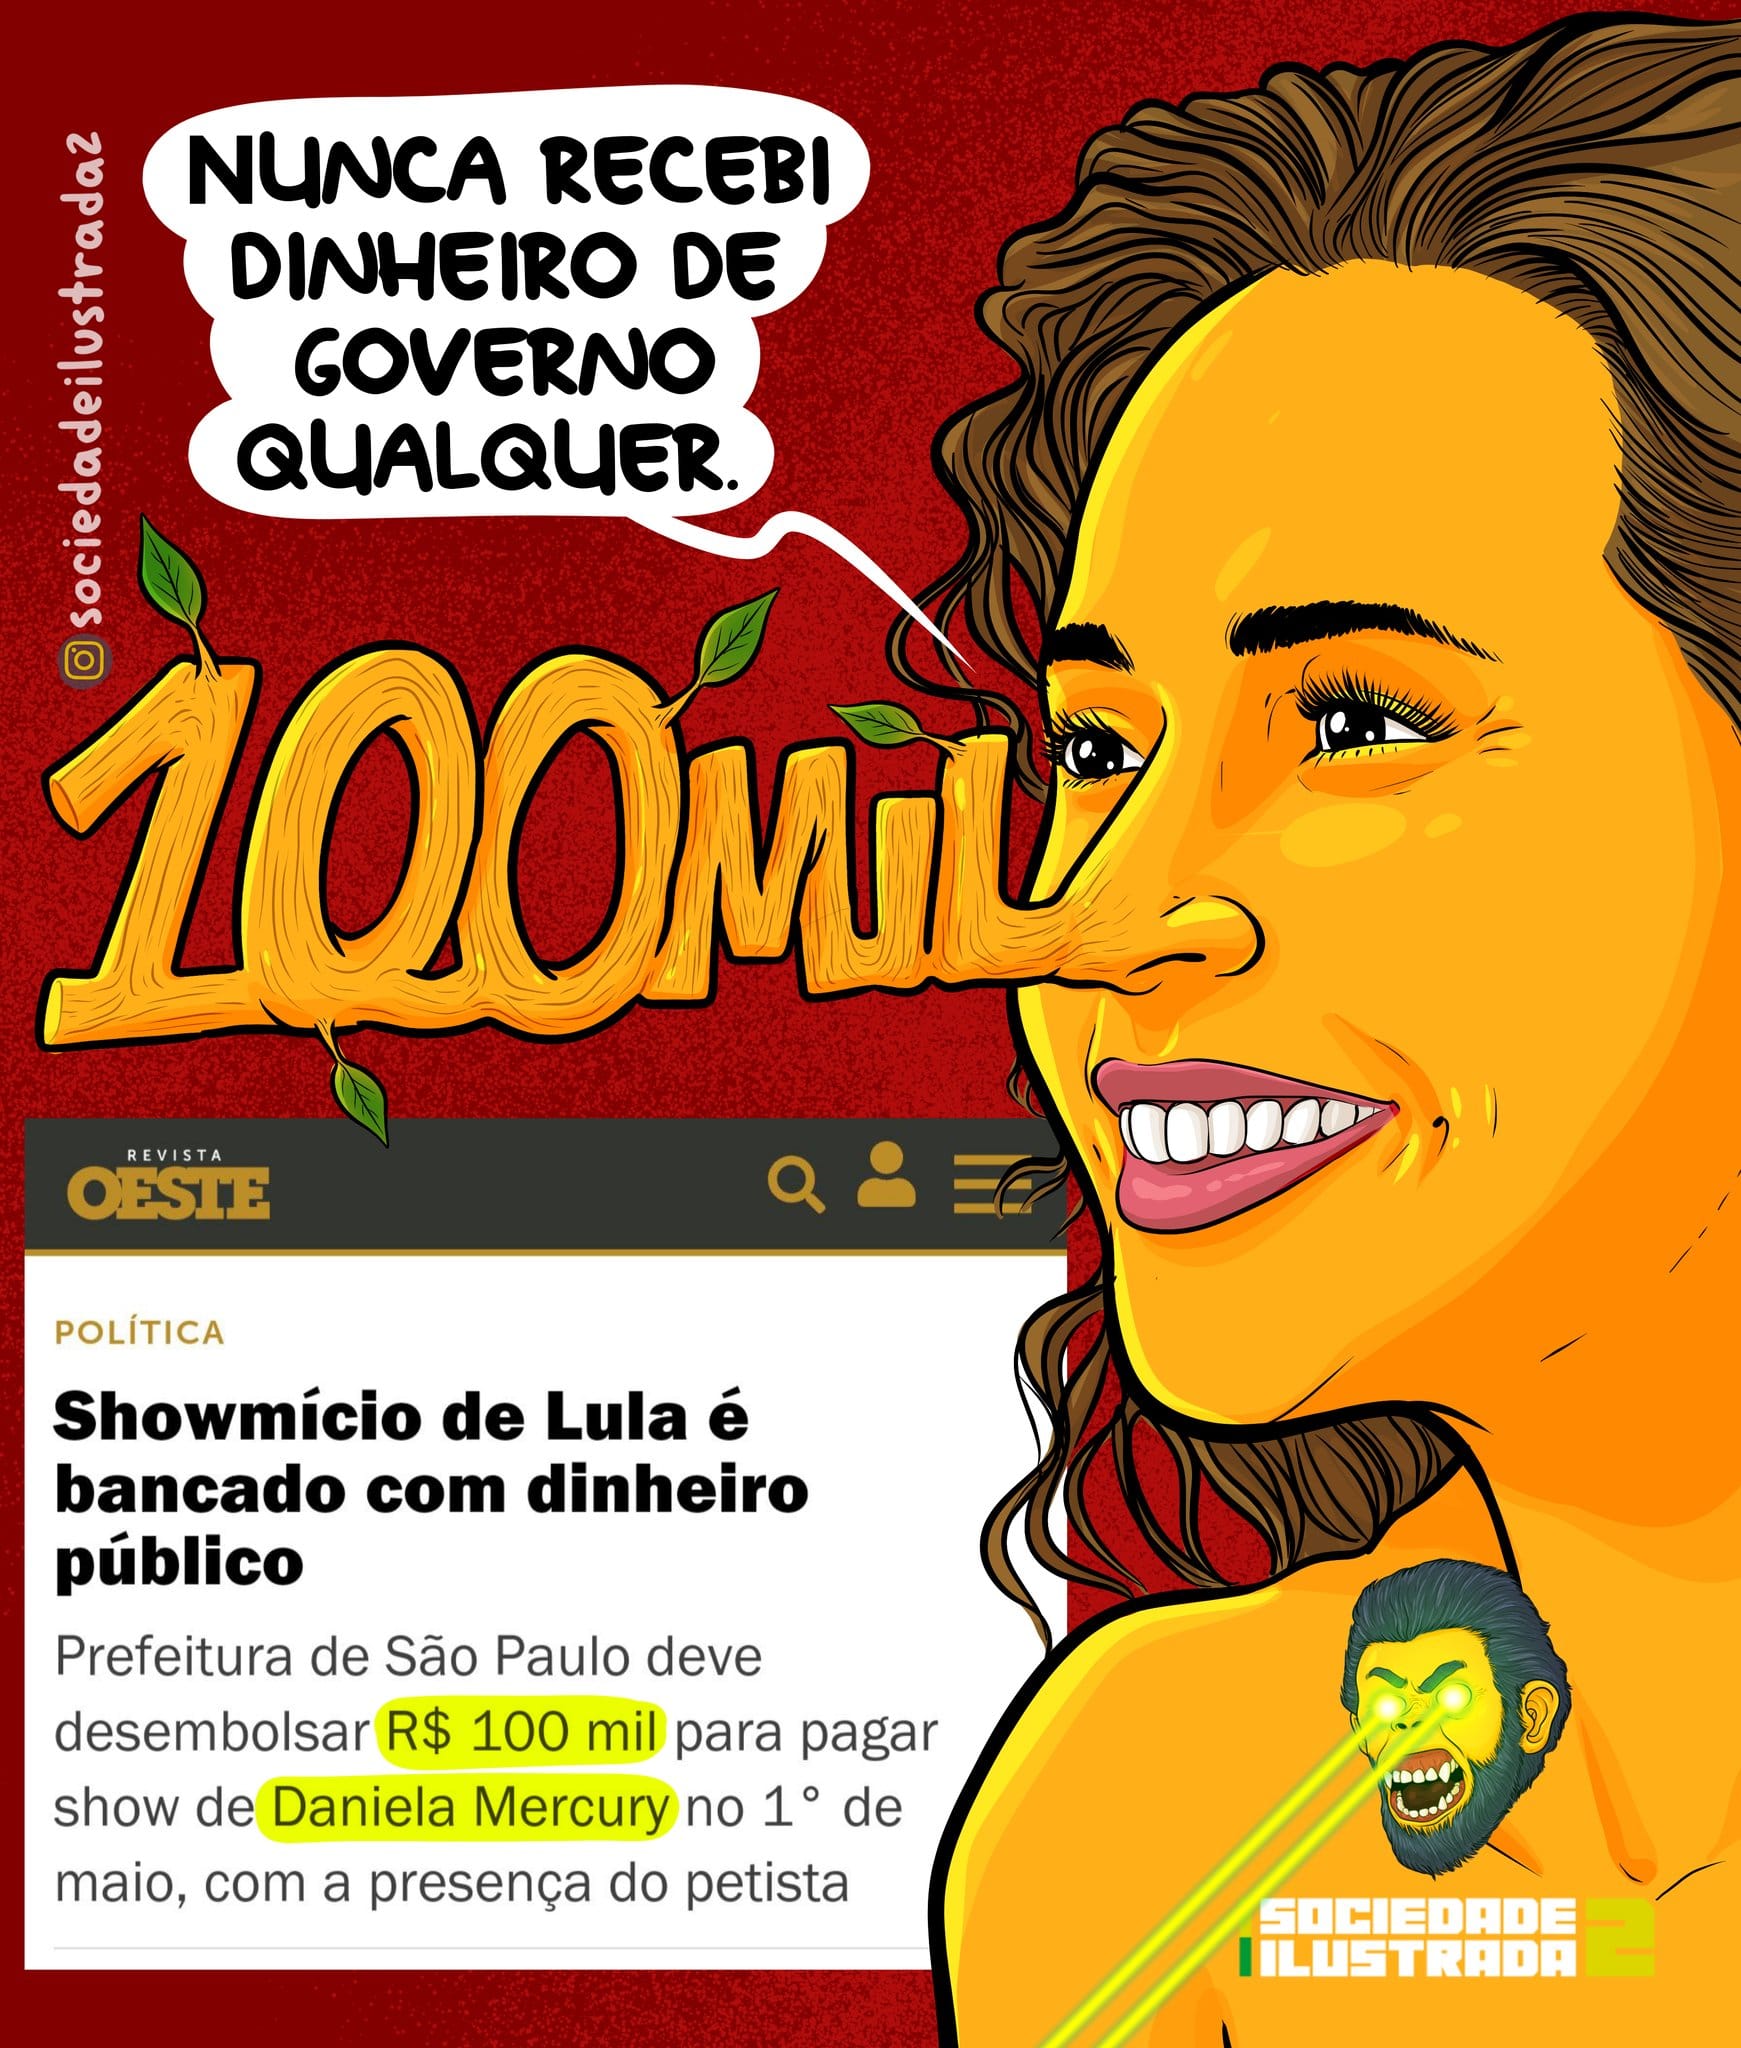 NUNCA RECEBI
DINHEIRO DE
GOVERNO
QUALQUER.
sociedadeilustrada2
100MiL
REVISTA
OESTE
POLÍTICA
Showmício de Lula é
bancado com dinheiro
público
Prefeitura de São Paulo deve
desembolsar R$ 100 mil para pagar
show de Daniela Mercury no 1° de
maio, com a presença do petista
SOCIEDADE
ILUSTRADA 2